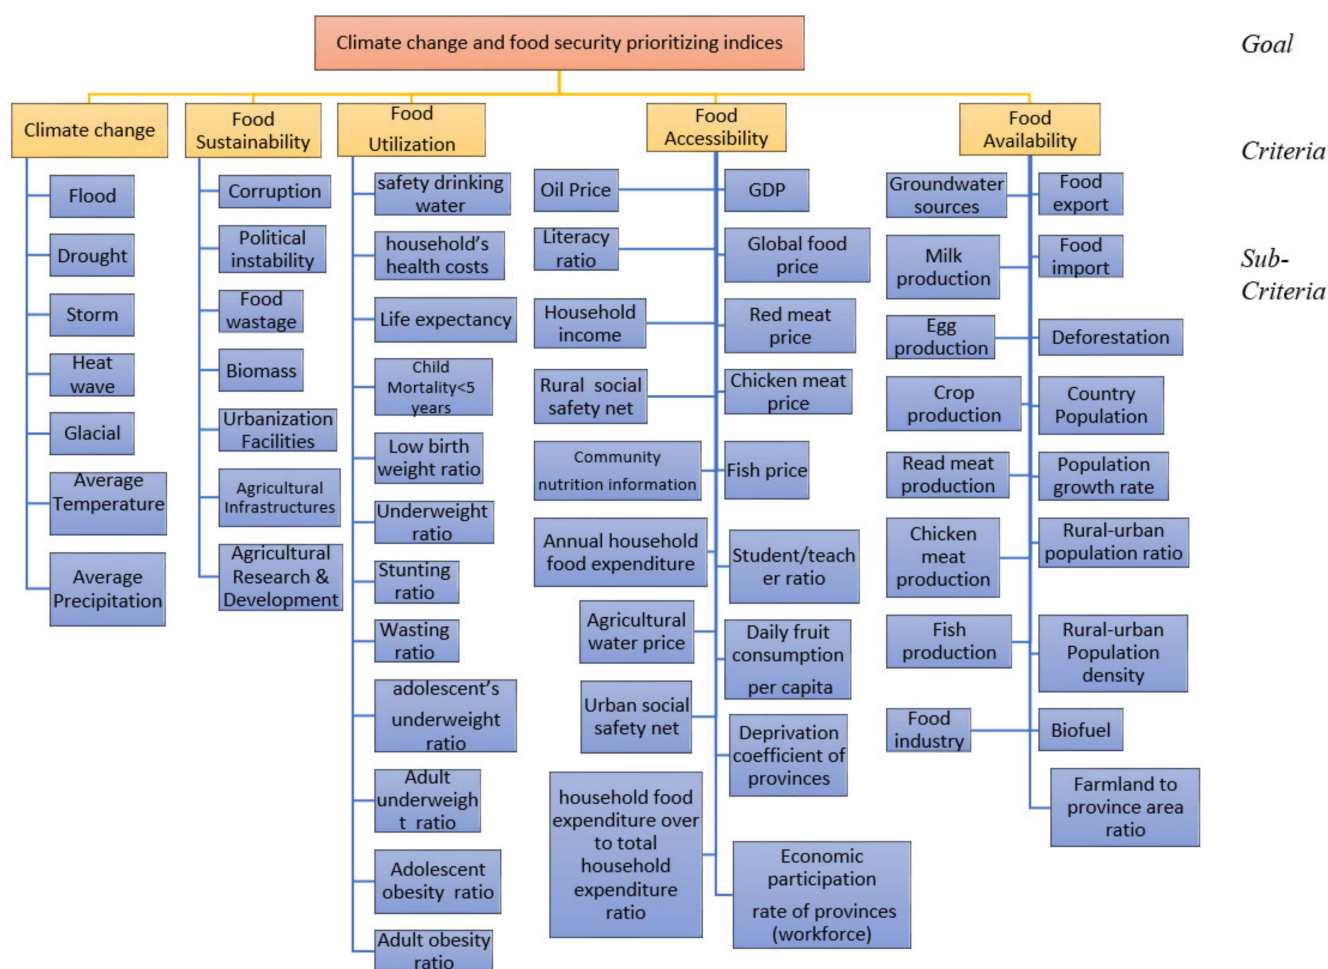 Climate change and food security prioritizing indices
Goal
Climate change
Food
Sustainability
Food
Utilization
Food
Accessibility
Food
Availability
Criteria
Sub-
Criteria
Flood
Drought
Storm
Heat
wave
Glacial
Average
Temperature
Average
Precipitation
Corruption
Political
instability
Food
wastage
Biomass
Urbanization
Facilities
Agricultural
Infrastructures
Agricultural
Research &
Development
safety drinking
water
household's
health costs
Life expectancy
Child
Mortality<5
years
Low birth
weight ratio
Underweight
ratio
Stunting
ratio
Wasting
ratio
adolescent's
underweight
ratio
Adult
underweigh
t ratio
Adolescent
obesity ratio
Adult obesity
ratio
Oil Price
Literacy
ratio
Household
income
Rural social
safety net
Community
nutrition information
Annual household
food expenditure
Agricultural
water price
Urban social
safety net
household food
expenditure over
to total
household
expenditure
ratio
GDP
Global food
price
Red meat
price
Chicken meat
price
Fish price
Student/teach
er ratio
Daily fruit
consumption
per capita
Deprivation
coefficient of
provinces
Economic
participation
rate of provinces
(workforce)
Groundwater
sources
Milk
production
Egg
production
Crop
production
Read meat
production
Chicken
meat
production
Fish
production
Food
industry
Food
export
Food
import
Deforestation
Country
Population
Population
growth rate
Rural-urban
population ratio
Rural-urban
Population
density
Biofuel
Farmland to
province area
ratio